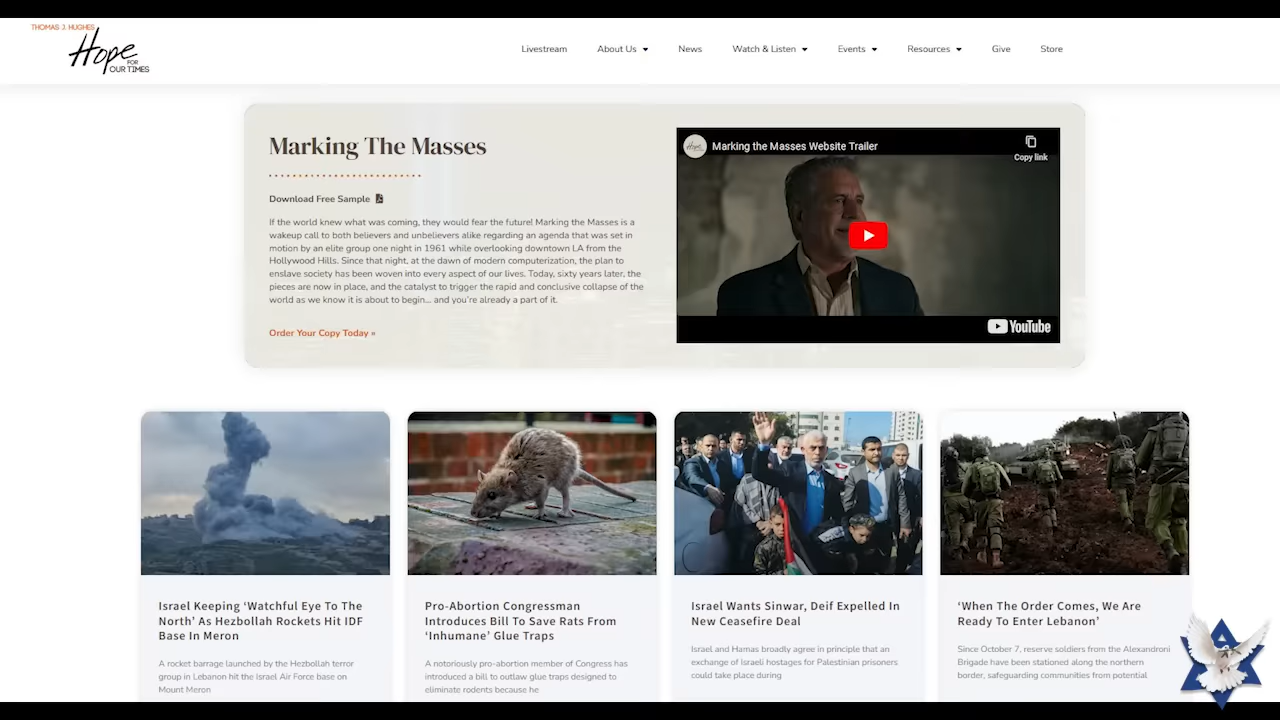 THOMAS J. HUGHES
Hope
FOR
OUR TIMES
Livestream About Us News Watch & Listen Events Resources Give Store
Marking The Masses
Download Free Sample
If the world knew what was coming, they would fear the future! Marking the Masses is a
wakeup call to both believers and unbelievers alike regarding an agenda that was set in
motion by an elite group one night in 1961 while overlooking downtown LA from the
Hollywood Hills. Since that night, at the dawn of modern computerization, the plan to
enslave society has been woven into every aspect of our lives. Today, sixty years later, the
pieces are now in place, and the catalyst to trigger the rapid and conclusive collapse of the
world as we know it is about to begin... and you're already a part of it.
Order Your Copy Today »
Hope
Marking the Masses Website Trailer
Copy link
YouTube
Israel Keeping ‘Watchful Eye To The
North’ As Hezbollah Rockets Hit IDF
Base In Meron
A rocket barrage launched by the Hezbollah terror
group in Lebanon hit the Israel Air Force base on
Mount Meron
Pro-Abortion Congressman
Introduces Bill To Save Rats From
‘Inhumane’ Glue Traps
A notoriously pro-abortion member of Congress has
introduced a bill to outlaw glue traps designed to
eliminate rodents because he
Israel Wants Sinwar, Deif Expelled In
New Ceasefire Deal
Israel and Hamas broadly agree in principle that an
exchange of Israeli hostages for Palestinian prisoners
could take place during
‘When The Order Comes, We Are
Ready To Enter Lebanon’
Since October 7, reserve soldiers from the Alexandroni
Brigade have been stationed along the northern
border, safeguarding communities from potential